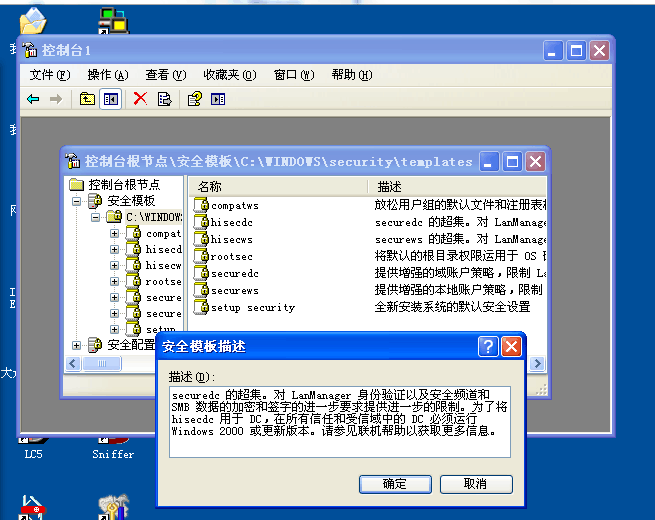 控制台1
文件(F) 操作(A) 查看(V) 收藏夹(O) 窗口(W) 帮助(H)
控制台根节点\安全模板\C:\WINDOWS\security\templates
控制台根节点
安全模板
C:\WINDOW
compat
hisecd
hisecw
rootse
secure
secure
setup
安全配置
名称 描述
compatws 放松用户组的默认文件和注册表
hisecdc securedc 的超集。对 LanManage
hisecws securews 的超集。对 LanManage
rootsec 将默认的根目录权限运用于 OS
securedc 提供增强的域账户策略，限制 La
securews 提供增强的本地账户策略，限制
setup security 全新安装系统的默认安全设置
安全模板描述
描述(D):
securedc 的超集。对 LanManager 身份验证以及安全频道和
SMB 数据的加密和签字的进一步要求提供进一步的限制。为了将
hisecdc 用于 DC，在所有信任和受信域中的 DC 必须运行
Windows 2000 或更新版本。请参见联机帮助以获取更多信息。
确定 取消
LC5 Sniffer